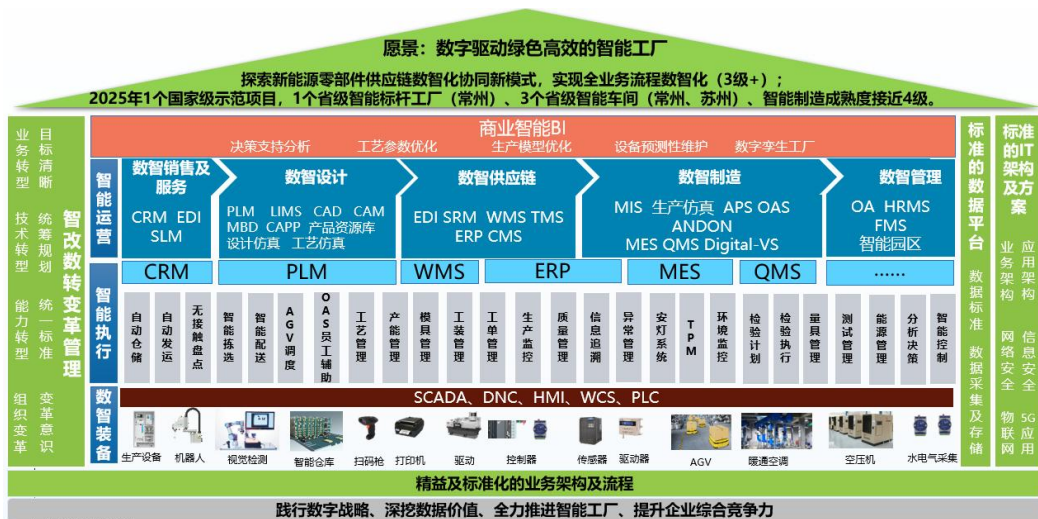 愿景：数字驱动绿色高效的智能工厂
探索新能源零部件供应链数智化协同新模式，实现全业务流程数智化（3级+）；
2025年1个国家级示范项目，1个省级智能标杆工厂（常州）、3个省级智能车间（常州、苏州）、智能制造成熟度接近4级。
智改数转变革管理
目标清晰
业务转型
统筹规划
技术转型
统一标准
能力转型
变革意识
组织变革
商业智能BI
决策支持分析 工艺参数优化 生产模型优化 设备预测性维护 数字孪生工厂
智能运营
数智销售及
服务
CRM EDI
SLM
数智设计
PLM LIMS CAD CAM
MBD CAPP 产品资源库
设计仿真 工艺仿真
数智供应链
EDI SRM WMS TMS
ERP CMS
数智制造
MIS 生产仿真 APS OAS
ANDON
MES QMS Digital-VS
数智管理
OA HRMS
FMS
智能园区
智能执行
CRM PLM WMS ERP MES QMS ……
自动仓储
自动发运
无接触盘点
智能拣选
智能配送
AGV调度
OAS员工辅助
工艺管理
产能管理
模具管理
工装管理
工单管理
生产监控
质量管理
信息追溯
异常管理
安灯系统
TPM
环境监控
检验计划
检验执行
量具管理
测试管理
能源管理
分析决策
智能控制
数智装备
SCADA、DNC、HMI、WCS、PLC
生产设备 机器人 视觉检测 智能仓库 扫码枪 打印机 驱动 控制器 传感器 驱动器 AGV 暖通空调 空压机 水电气采集
标准的数据平台
数据标准
数据采集及存储
标准的IT架构及方案
应用架构
业务架构
信息安全
网络安全
5G应用
物联网
精益及标准化的业务架构及流程
践行数字战略、深挖数据价值、全力推进智能工厂、提升企业综合竞争力